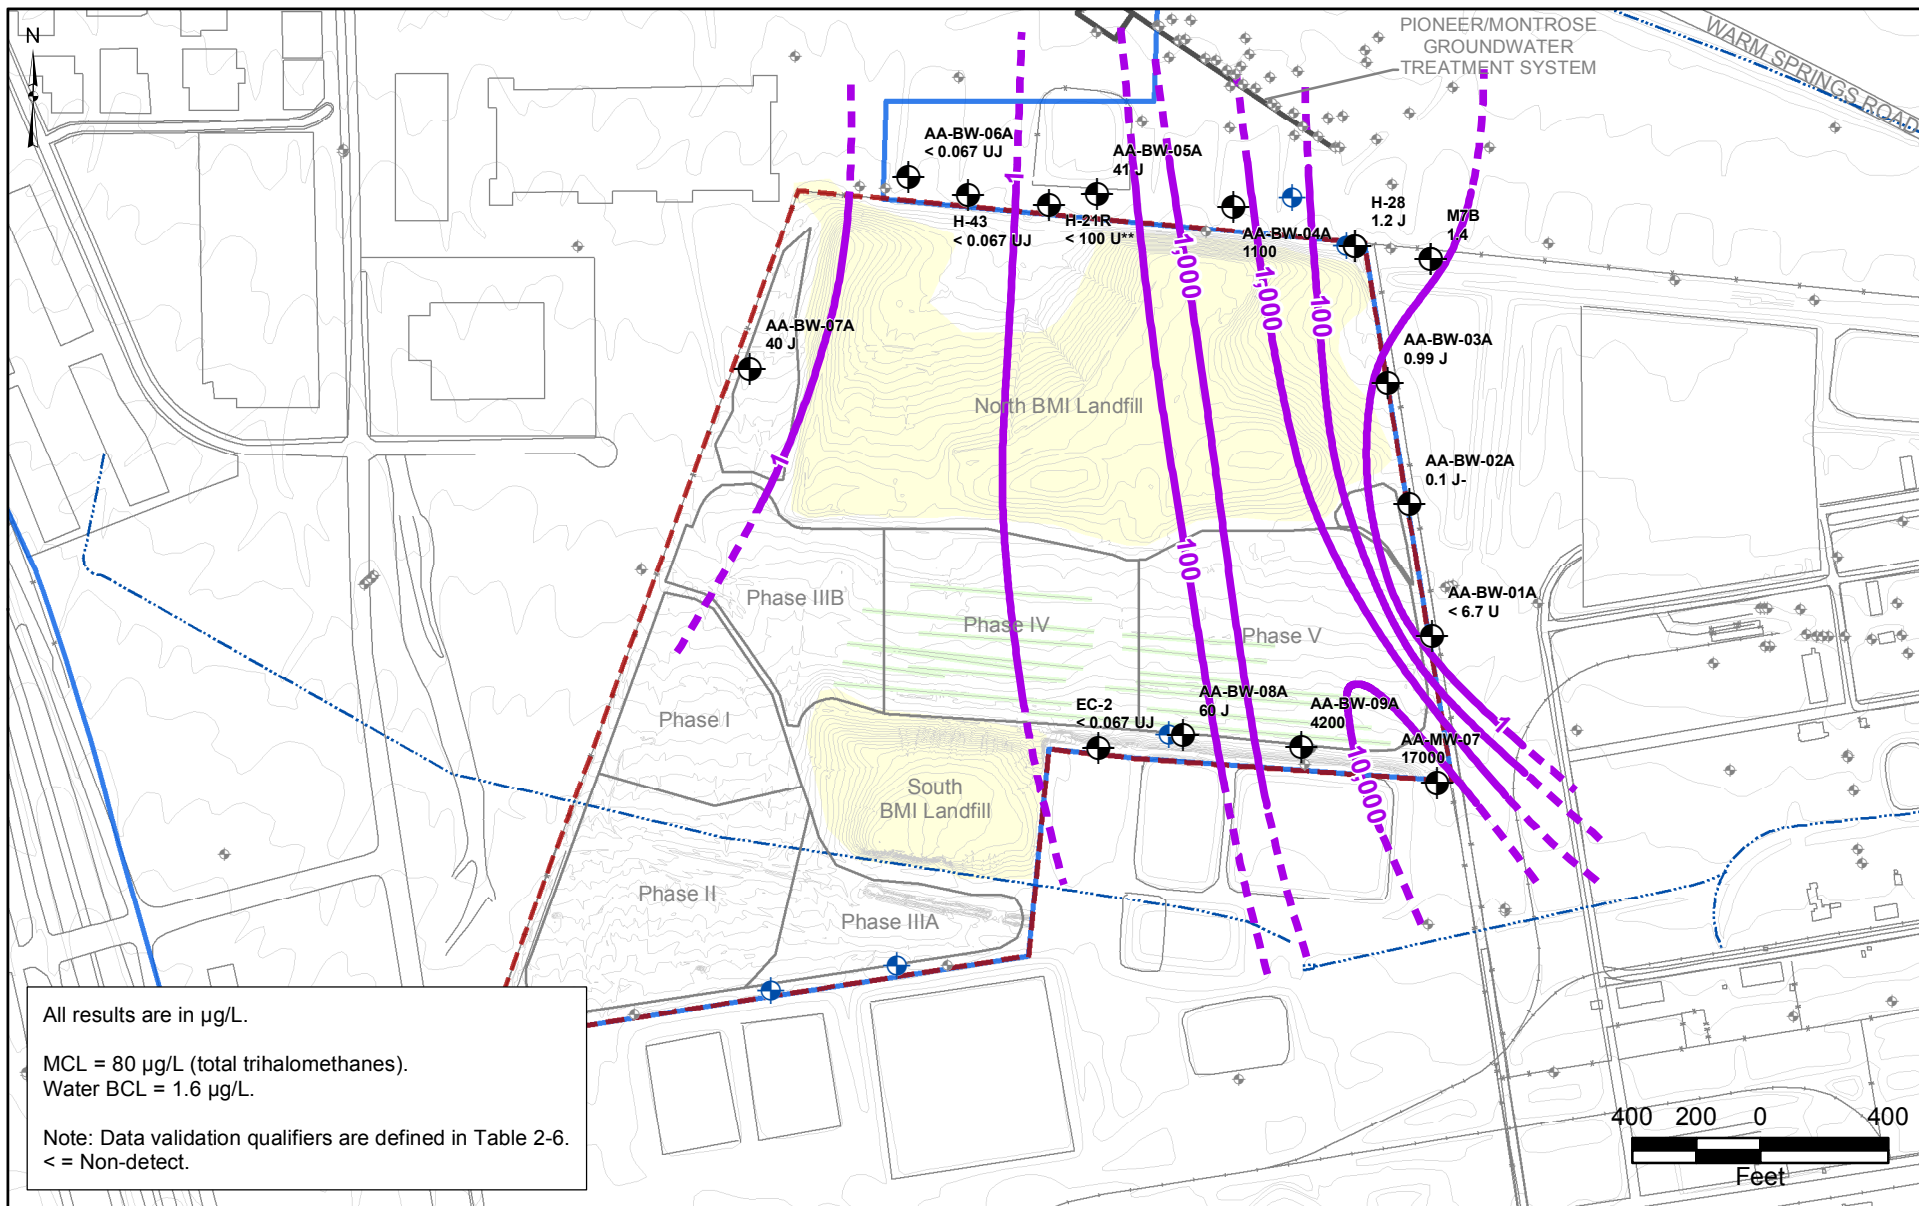 N
PIONEER/MONTROSE
GROUNDWATER
TREATMENT SYSTEM
WARM SPRINGS ROAD
AA-BW-06A
< 0.067 UJ
AA-BW-05A
41 J
H-43
< 0.067 UJ
H-21R
< 100 U**
AA-BW-04A
1100
H-28
1.2 J
M7B
1.4
1
1,000
1,000
100
AA-BW-07A
40 J
AA-BW-03A
0.99 J
North BMI Landfill
1
AA-BW-02A
0.1 J-
100
AA-BW-01A
< 6.7 U
Phase IIIB
Phase IV
Phase V
Phase I
EC-2
< 0.067 UJ
AA-BW-08A
60 J
AA-BW-09A
4200
AA-MW-07
17000
1
10,000
South
BMI Landfill
Phase II
Phase IIIA
All results are in µg/L.
MCL = 80 µg/L (total trihalomethanes).
Water BCL = 1.6 µg/L.
Note: Data validation qualifiers are defined in Table 2-6.
< = Non-detect.
400 200 0 400
Feet